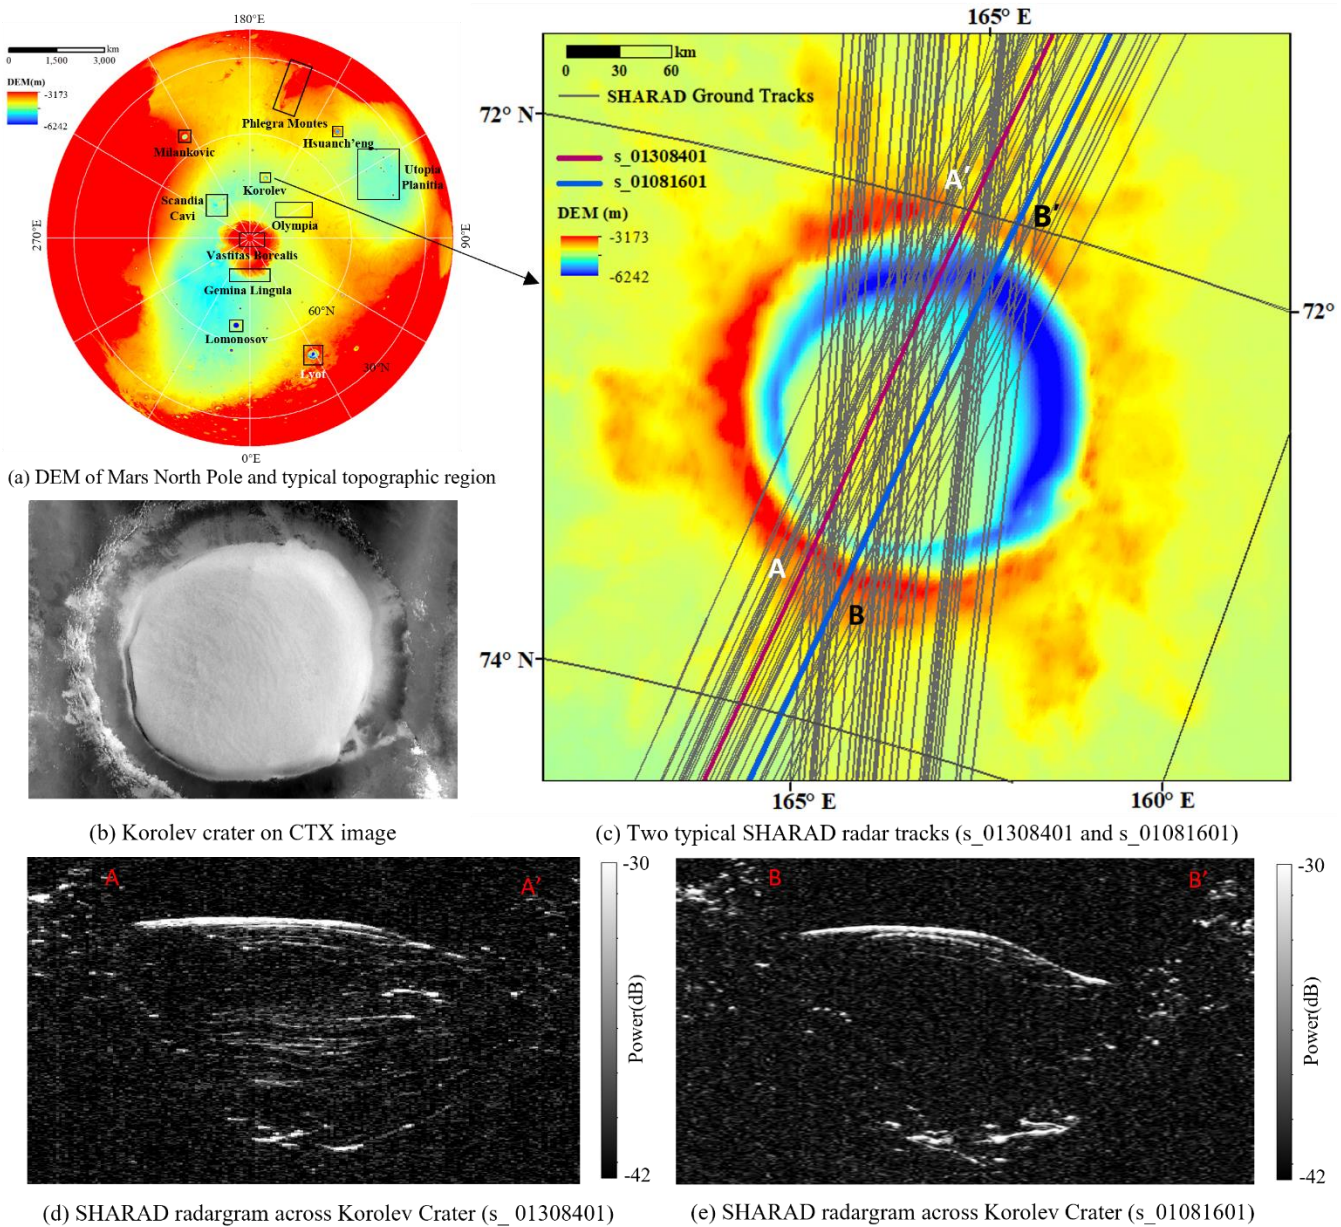 180°E
km
0 1,500 3,000
DEM(m)
-3173
-6242
Phlegra Montes
Milankovic
Hsuanch'eng
Utopia
Planitia
Korolev
Scandia
Cavi
Olympia
270°E
90°E
Vastitas Borealis
Gemina Lingula
60°N
Lomonosov
Lyot
30°N
0°E
(a) DEM of Mars North Pole and typical topographic region
(b) Korolev crater on CTX image
165° E
km
0 30 60
SHARAD Ground Tracks
72° N
s_01308401
s_01081601
A'
B'
DEM (m)
-3173
-6242
72°
A
B
74° N
165° E
160° E
(c) Two typical SHARAD radar tracks (s_01308401 and s_01081601)
A
A'
-30
Power(dB)
-42
(d) SHARAD radargram across Korolev Crater (s_ 01308401)
B
B'
-30
Power(dB)
-42
(e) SHARAD radargram across Korolev Crater (s_01081601)